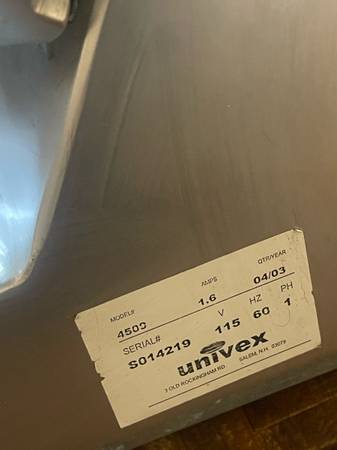 MODEL# AMPS QTR/YEAR
4509 1.6 04/03
SERIAL# V HZ PH
S014219 115 60 1
univex
3 OLD ROCKINGHAM RD. SALEM, N.H. 03079